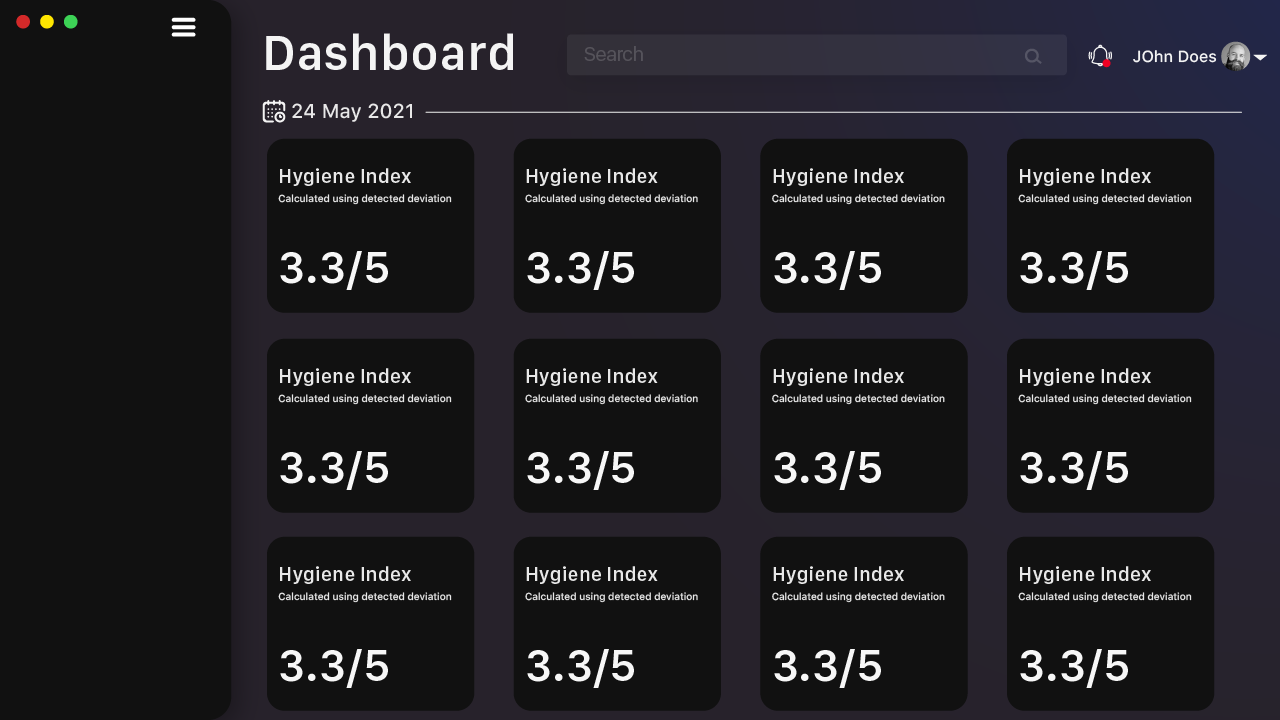 Dashboard
Search
JOhn Does
24 May 2021
Hygiene Index
Calculated using detected deviation
3.3/5
Hygiene Index
Calculated using detected deviation
3.3/5
Hygiene Index
Calculated using detected deviation
3.3/5
Hygiene Index
Calculated using detected deviation
3.3/5
Hygiene Index
Calculated using detected deviation
3.3/5
Hygiene Index
Calculated using detected deviation
3.3/5
Hygiene Index
Calculated using detected deviation
3.3/5
Hygiene Index
Calculated using detected deviation
3.3/5
Hygiene Index
Calculated using detected deviation
3.3/5
Hygiene Index
Calculated using detected deviation
3.3/5
Hygiene Index
Calculated using detected deviation
3.3/5
Hygiene Index
Calculated using detected deviation
3.3/5